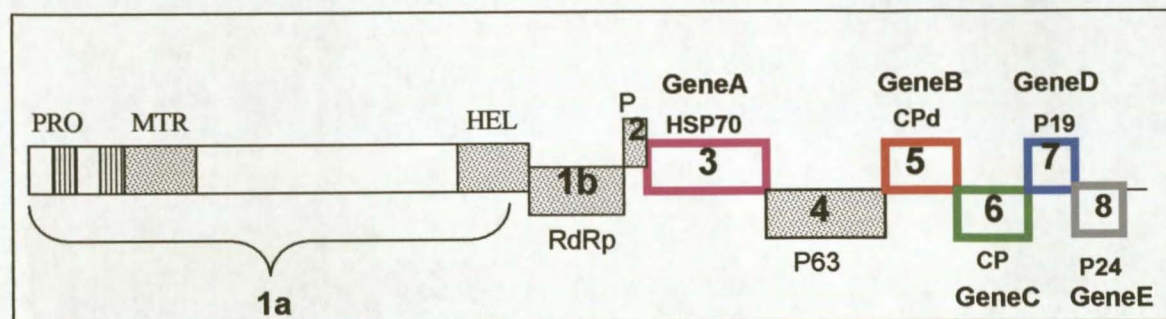 GeneA GeneB GeneD
PRO MTR HEL P HSP70 CPd P19
2 3 5 7
1b 4 6 8
RdRp P63 CP P24
1a GeneC GeneE